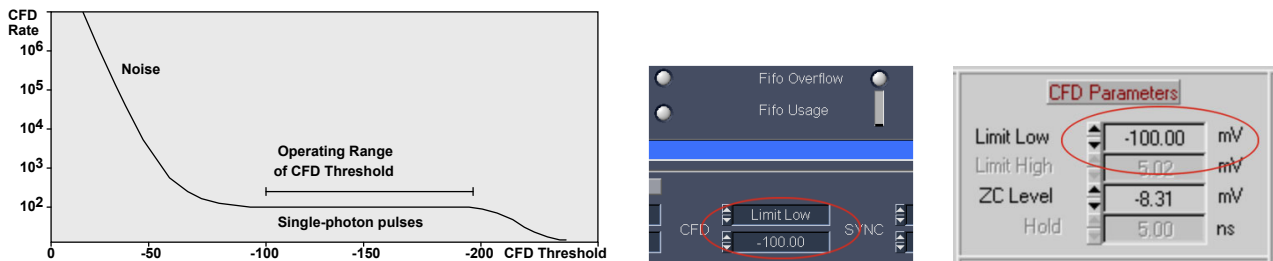 CFD
Rate
10⁶
10⁵
10⁴
10³
10²
Noise
Operating Range
of CFD Threshold
Single-photon pulses
0
-50
-100
-150
-200
CFD Threshold
Fifo Overflow
Fifo Usage
CFD
Limit Low
-100.00
SYNC
CFD Parameters
Limit Low -100.00 mV
Limit High 5.02 mV
ZC Level -8.31 mV
Hold 5.00 ns